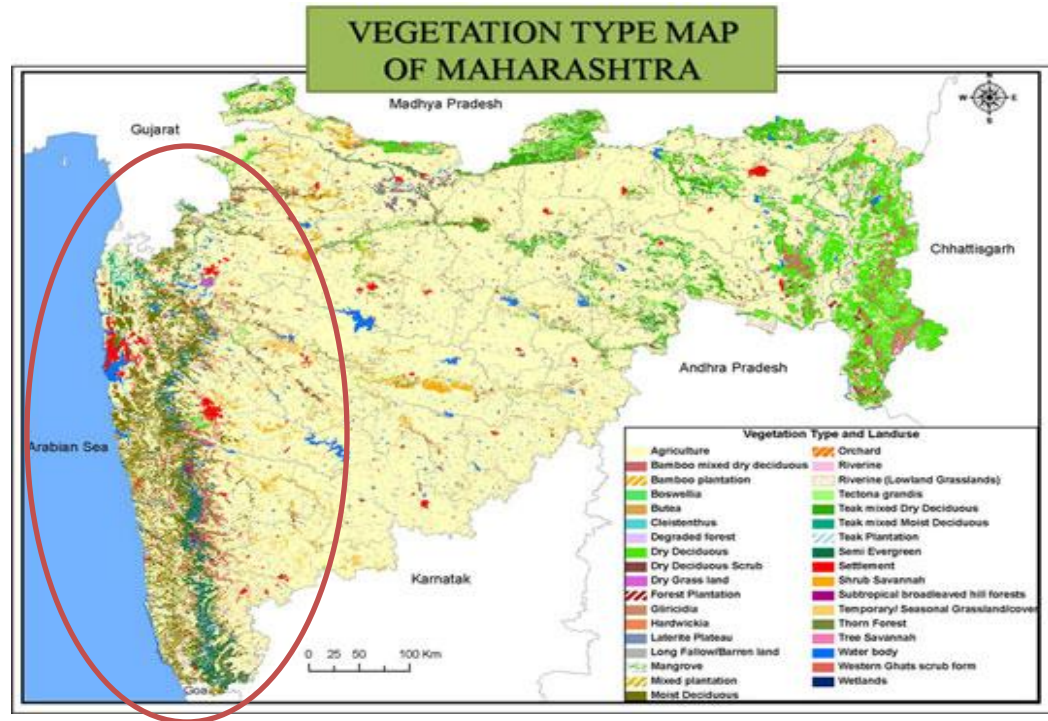 VEGETATION TYPE MAP
OF MAHARASHTRA
N
W
E
S
Madhya Pradesh
Gujarat
Chhattisgarh
Andhra Pradesh
Arabian Sea
Karnatak
0 25 50 100 Km
Goa
Vegetation Type and Landuse
Agriculture
Bamboo mixed dry deciduous
Bamboo plantation
Boswellia
Butea
Cleistenthus
Degraded forest
Dry Deciduous
Dry Deciduous Scrub
Dry Grass land
Forest Plantation
Gliricidia
Hardwickia
Laterite Plateau
Long Fallow/Barren land
Mangrove
Mixed plantation
Moist Deciduous
Orchard
Riverine
Riverine (Lowland Grasslands)
Tectona grandis
Teak mixed Dry Deciduous
Teak mixed Moist Deciduous
Teak Plantation
Semi Evergreen
Settlement
Shrub Savannah
Subtropical broadleaved hill forests
Temporary/ Seasonal Grassland/cover
Thorn Forest
Tree Savannah
Water body
Western Ghats scrub form
Wetlands